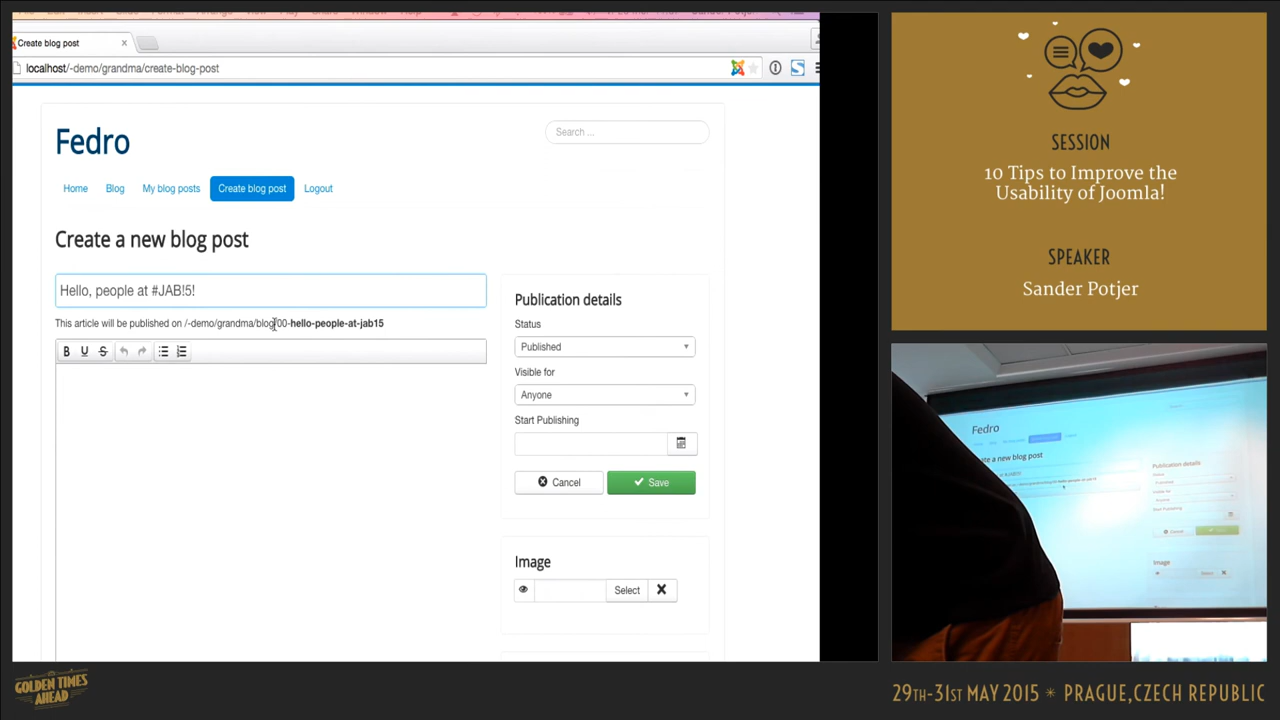 Create blog post
localhost/-demo/grandma/create-blog-post
Fedro
Search ...
Home Blog My blog posts Create blog post Logout
Create a new blog post
Hello, people at #JAB!5!
This article will be published on /-demo/grandma/blog/00-hello-people-at-jab15
B U S
Publication details
Status
Published
Visible for
Anyone
Start Publishing
Cancel Save
Image
Select
SESSION
10 Tips to Improve the
Usability of Joomla!
SPEAKER
Sander Potjer
Fedro
Publication details
Image
GOLDEN TIMES
AHEAD
29TH-31ST MAY 2015 * PRAGUE,CZECH REPUBLIC